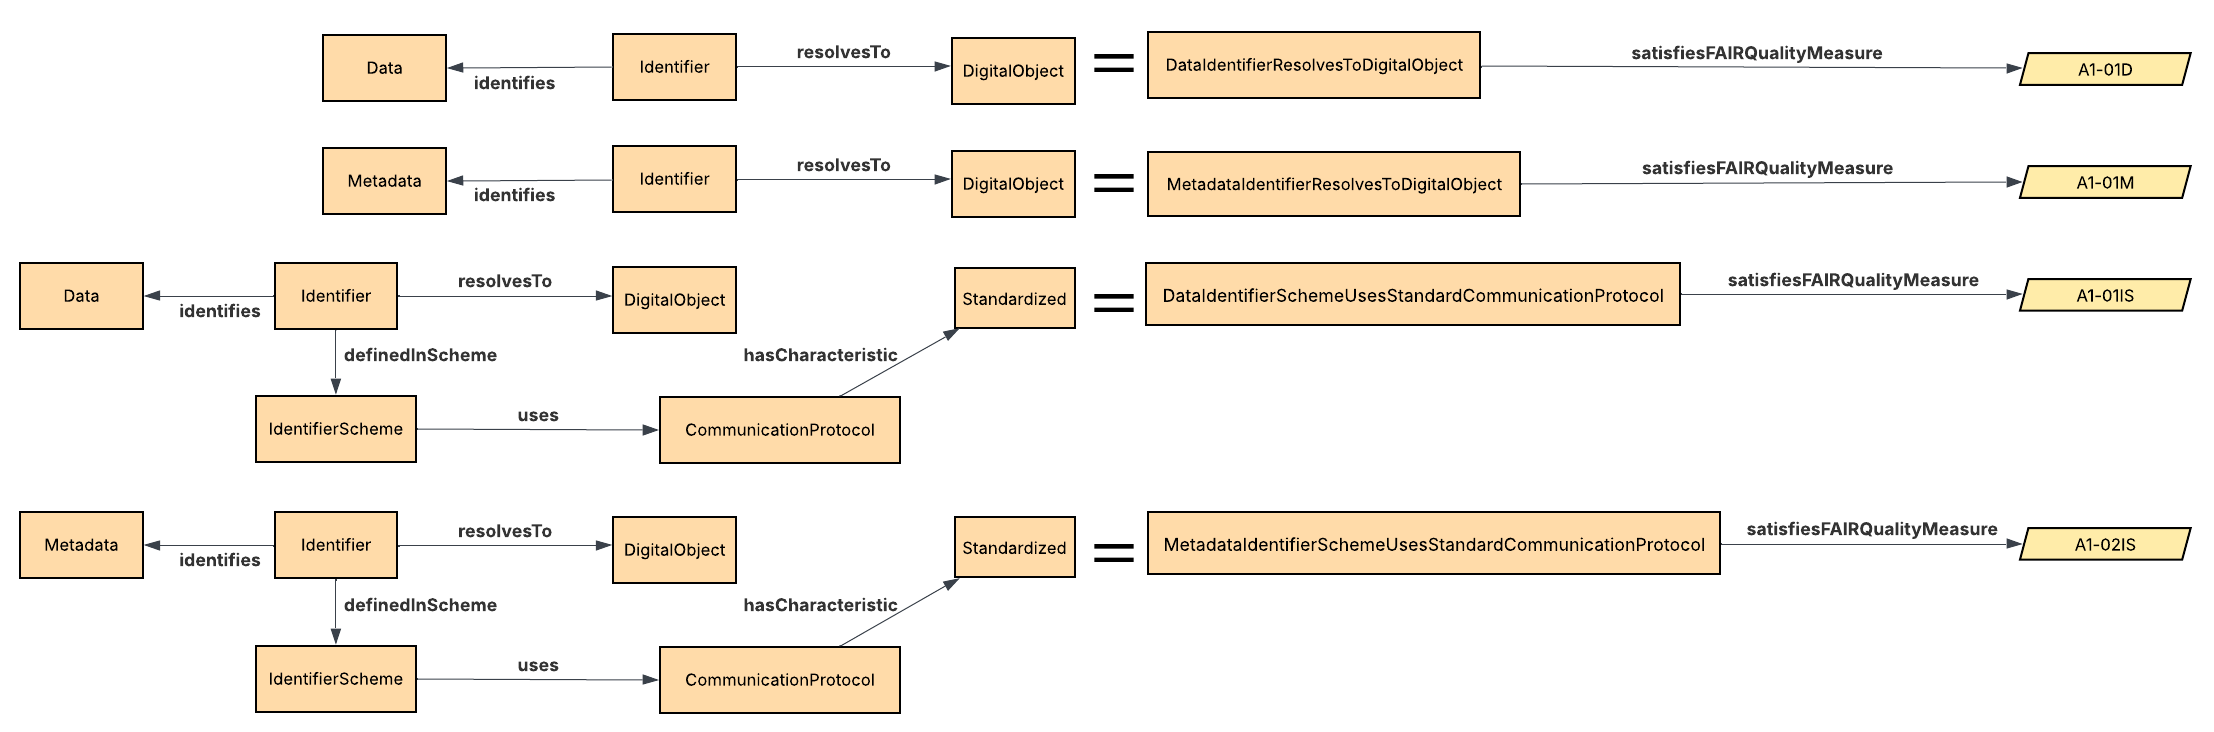 Data
identifies
Identifier
resolvesTo
DigitalObject
=
DataIdentifierResolvesToDigitalObject
satisfiesFAIRQualityMeasure
A1-01D
Metadata
identifies
Identifier
resolvesTo
DigitalObject
=
MetadataIdentifierResolvesToDigitalObject
satisfiesFAIRQualityMeasure
A1-01M
Data
identifies
Identifier
resolvesTo
DigitalObject
Standardized
=
DataIdentifierSchemeUsesStandardCommunicationProtocol
satisfiesFAIRQualityMeasure
A1-01IS
definedInScheme
hasCharacteristic
IdentifierScheme
uses
CommunicationProtocol
Metadata
identifies
Identifier
resolvesTo
DigitalObject
Standardized
=
MetadataIdentifierSchemeUsesStandardCommunicationProtocol
satisfiesFAIRQualityMeasure
A1-02IS
definedInScheme
hasCharacteristic
IdentifierScheme
uses
CommunicationProtocol